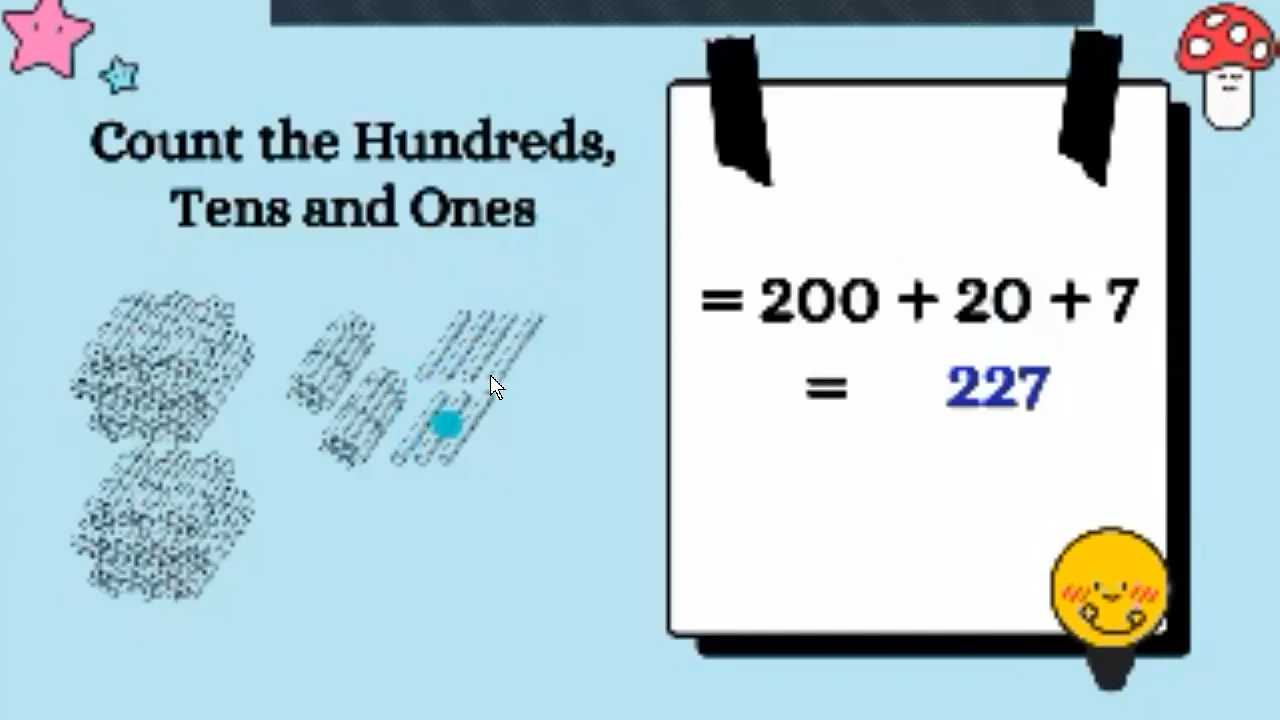 Count the Hundreds,
Tens and Ones
= 200 + 20 + 7
= 227